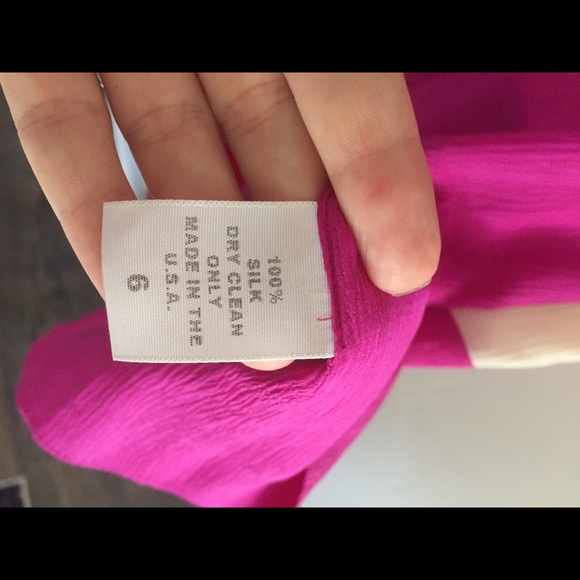 100%
SILK
DRY CLEAN
ONLY
MADE IN THE
U.S.A.
6